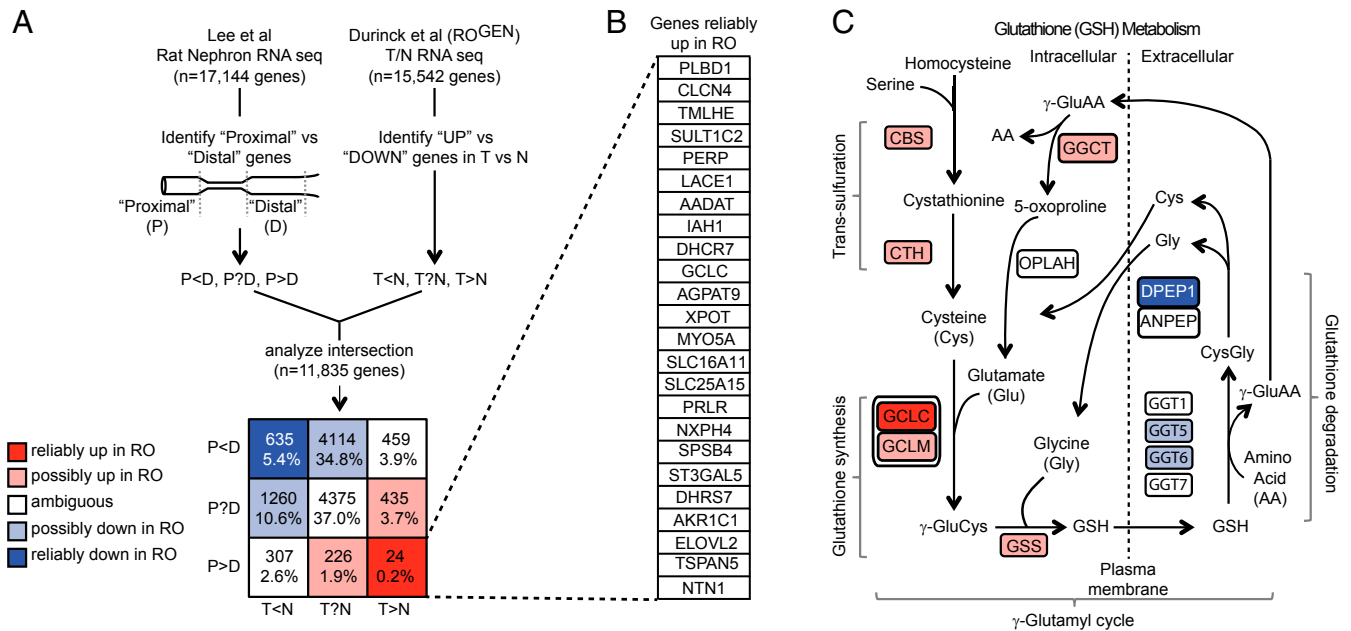 A
Lee et al
Rat Nephron RNA seq
(n=17,144 genes)
Durinck et al (ROGEN)
T/N RNA seq
(n=15,542 genes)
Identify “Proximal” vs
“Distal” genes
Identify “UP” vs
“DOWN” genes in T vs N
“Proximal”
(P)
“Distal”
(D)
P<D, P?D, P>D
T<N, T?N, T>N
analyze intersection
(n=11,835 genes)
reliably up in RO
possibly up in RO
ambiguous
possibly down in RO
reliably down in RO
P<D
635
5.4%
4114
34.8%
459
3.9%
P?D
1260
10.6%
4375
37.0%
435
3.7%
P>D
307
2.6%
226
1.9%
24
0.2%
T<N
T?N
T>N
B
Genes reliably
up in RO
PLBD1
CLCN4
TMLHE
SULT1C2
PERP
LACE1
AADAT
IAH1
DHCR7
GCLC
AGPAT9
XPOT
MYO5A
SLC16A11
SLC25A15
PRLR
NXPH4
SPSB4
ST3GAL5
DHRS7
AKR1C1
ELOVL2
TSPAN5
NTN1
C
Glutathione (GSH) Metabolism
Intracellular
Extracellular
Homocysteine
Serine
γ-GluAA
AA
CBS
GGCT
Trans-sulfuration
Cystathionine
5-oxoproline
Cys
Gly
CTH
OPLAH
DPEP1
ANPEP
Cysteine
(Cys)
CysGly
Glutamate
(Glu)
γ-GluAA
Glutathione degradation
GCLC
GCLM
GGT1
GGT5
GGT6
GGT7
Glutathione synthesis
Glycine
(Gly)
Amino
Acid
(AA)
γ-GluCys
GSH
GSH
GSS
Plasma
membrane
γ-Glutamyl cycle